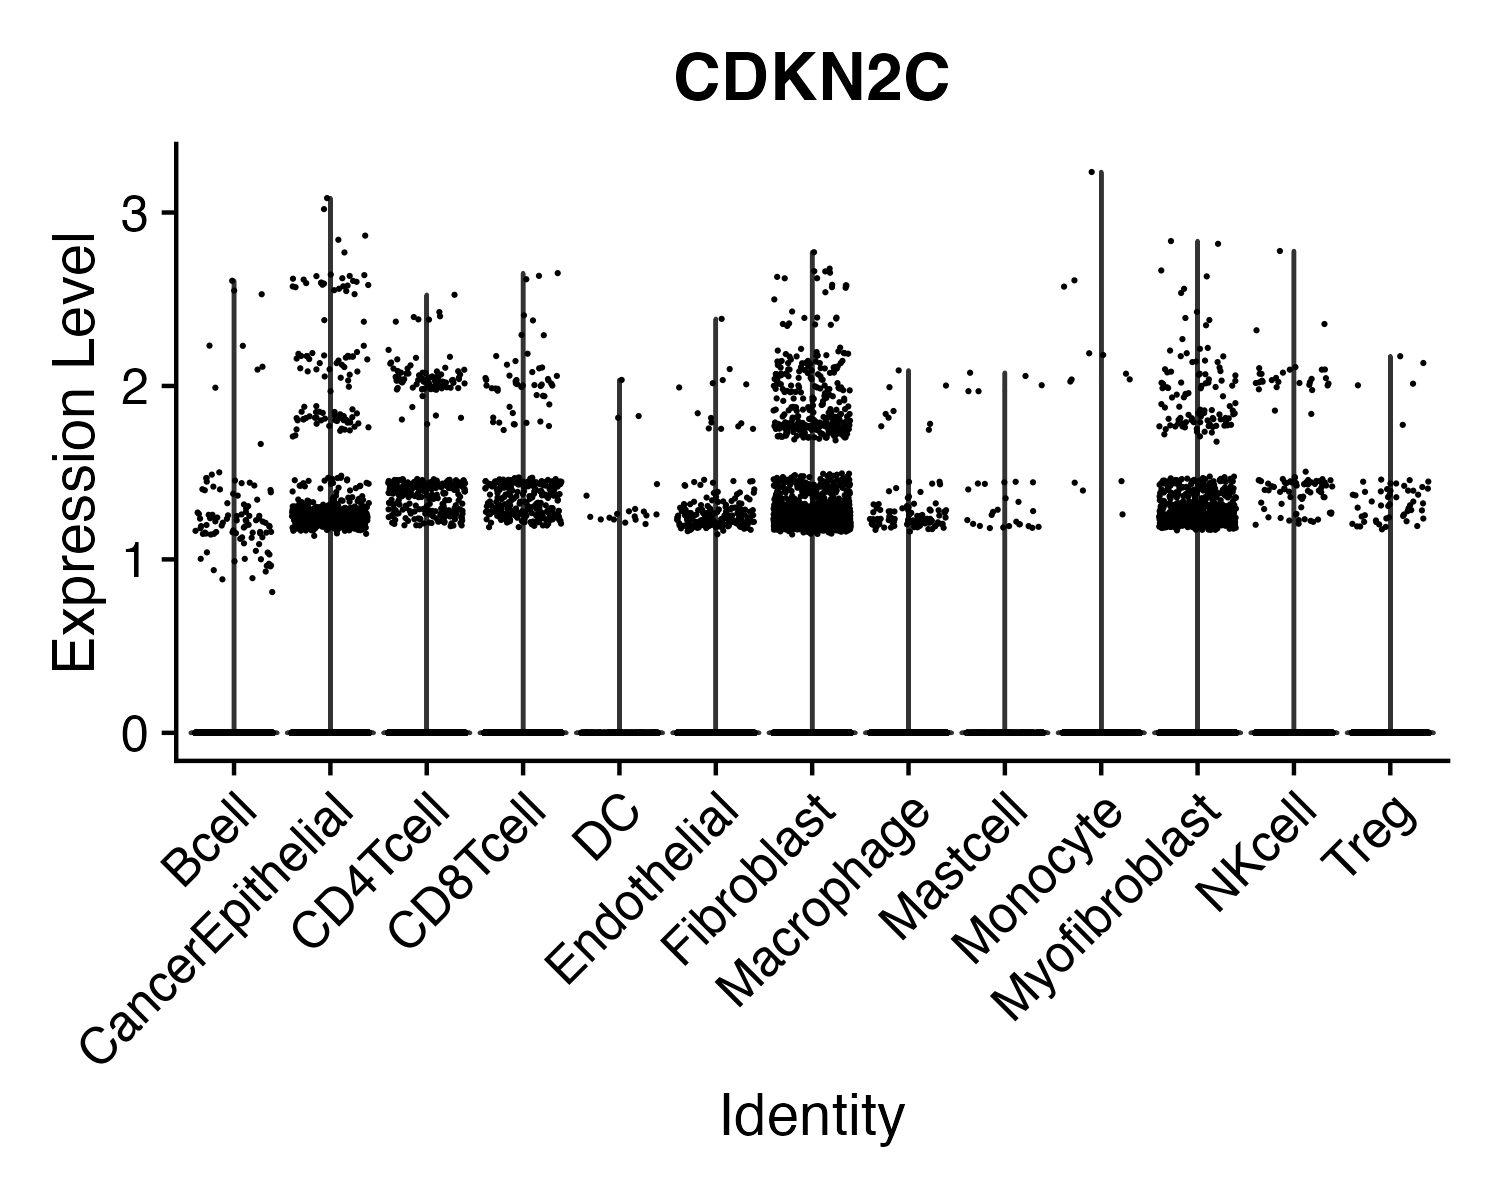 CDKN2C
Expression Level
3
2
1
0
Bcell
CancerEpithelial
CD4Tcell
CD8Tcell
DC
Endothelial
Fibroblast
Macrophage
Mastcell
Monocyte
Myofibroblast
NKcell
Treg
Identity